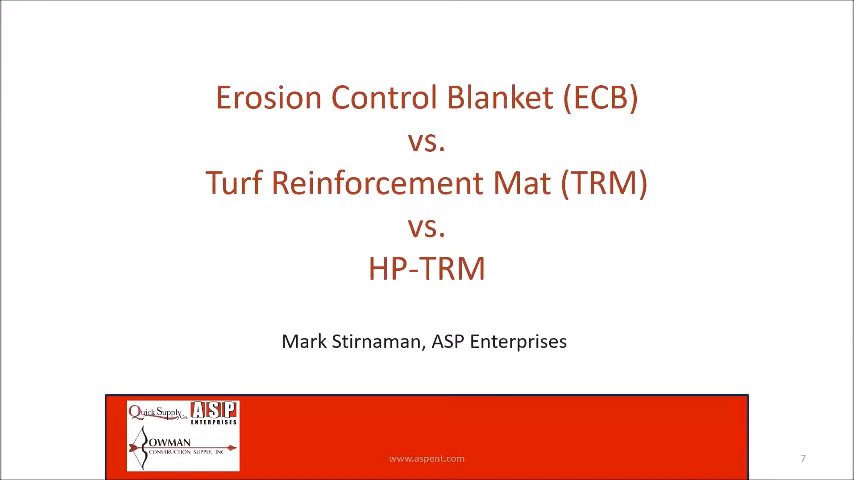 Erosion Control Blanket (ECB)
vs.
Turf Reinforcement Mat (TRM)
vs.
HP-TRM
Mark Stirnaman, ASP Enterprises
Quick Supply Co.
ASP
ENTERPRISES
BOWMAN
CONSTRUCTION SUPPLY, INC
www.aspent.com
7